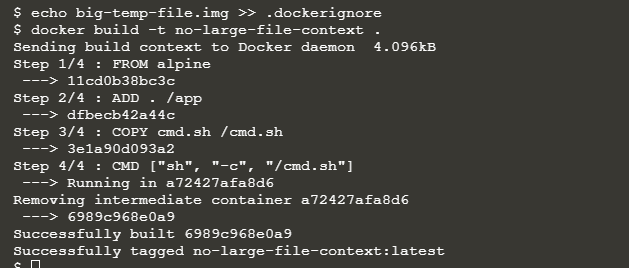 $ echo big-temp-file.img >> .dockerignore
$ docker build -t no-large-file-context .
Sending build context to Docker daemon  4.096kB
Step 1/4 : FROM alpine
 ---> 11cd0b38bc3c
Step 2/4 : ADD . /app
 ---> dfbecb42a44c
Step 3/4 : COPY cmd.sh /cmd.sh
 ---> 3e1a90d093a2
Step 4/4 : CMD ["sh", "-c", "/cmd.sh"]
 ---> Running in a72427afa8d6
Removing intermediate container a72427afa8d6
 ---> 6989c968e0a9
Successfully built 6989c968e0a9
Successfully tagged no-large-file-context:latest
$